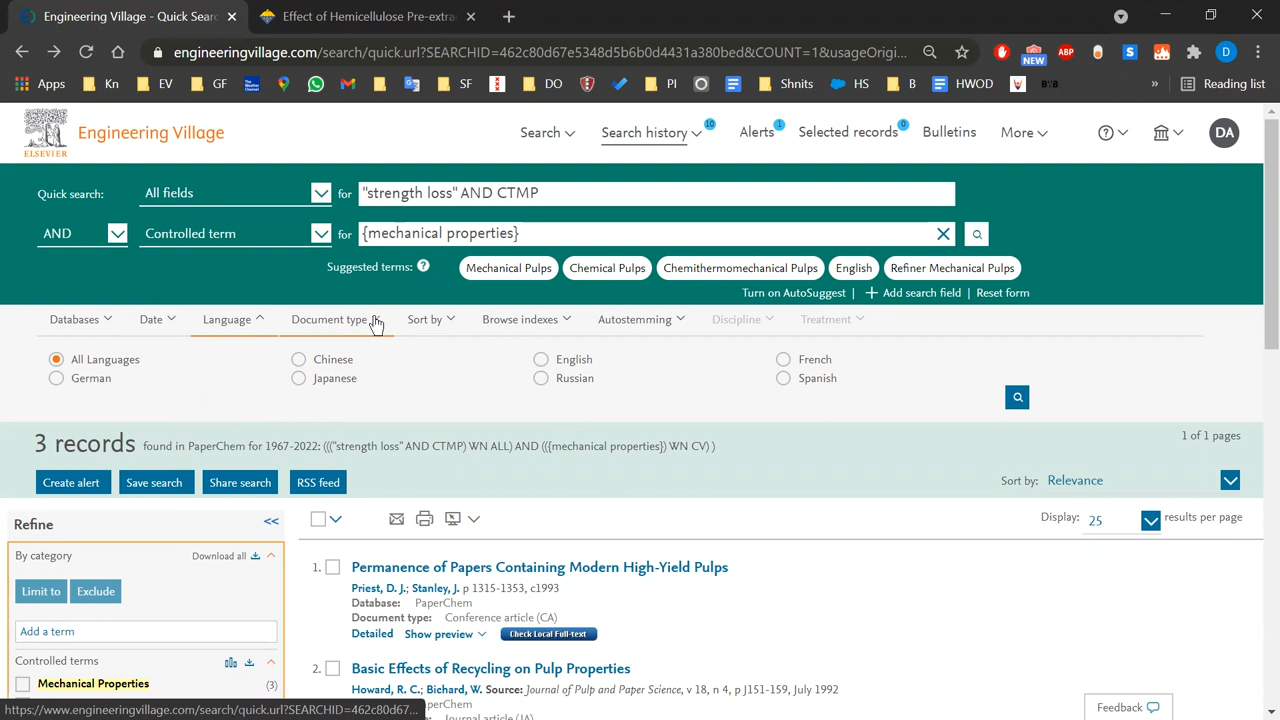 Engineering Village - Quick Sear
Effect of Hemicellulose Pre-extra
engineeringvillage.com/search/quick.url?SEARCHID=462c80d67e5348d5b6b0d4431a380bed&COUNT=1&usageOrigi...
ABP
S
D
NEW
Apps
Kn
EV
GF
SF
DO
PI
Shnits
HS
B
HWOD
»
Reading list
ELSEVIER
Engineering Village
Search
Search history
10
Alerts
1
Selected records
0
Bulletins
More
?
DA
Quick search:
All fields
for
"strength loss" AND CTMP
AND
Controlled term
for
{mechanical properties}
Suggested terms:
?
Mechanical Pulps
Chemical Pulps
Chemithermomechanical Pulps
English
Refiner Mechanical Pulps
Turn on AutoSuggest | + Add search field | Reset form
Databases
Date
Language
Document type
Sort by
Browse indexes
Autostemming
Discipline
Treatment
All Languages
Chinese
English
French
German
Japanese
Russian
Spanish
3 records found in PaperChem for 1967-2022: ((("strength loss" AND CTMP) WN ALL) AND (({mechanical properties}) WN CV) )
1 of 1 pages
Create alert
Save search
Share search
RSS feed
Sort by: Relevance
Refine
<<
Display: 25 results per page
By category
Download all
Limit to
Exclude
Add a term
Controlled terms
Mechanical Properties
(3)
1. Permanence of Papers Containing Modern High-Yield Pulps
Priest, D. J.; Stanley, J. p 1315-1353, c1993
Database: PaperChem
Document type: Conference article (CA)
Detailed Show preview Check Local Full-text
2. Basic Effects of Recycling on Pulp Properties
Howard, R. C.; Bichard, W. Source: Journal of Pulp and Paper Science, v 18, n 4, p J151-159, July 1992
PaperChem
Journal article (JA)
https://www.engineeringvillage.com/search/quick.url?SEARCHID=462c80d67...
Feedback